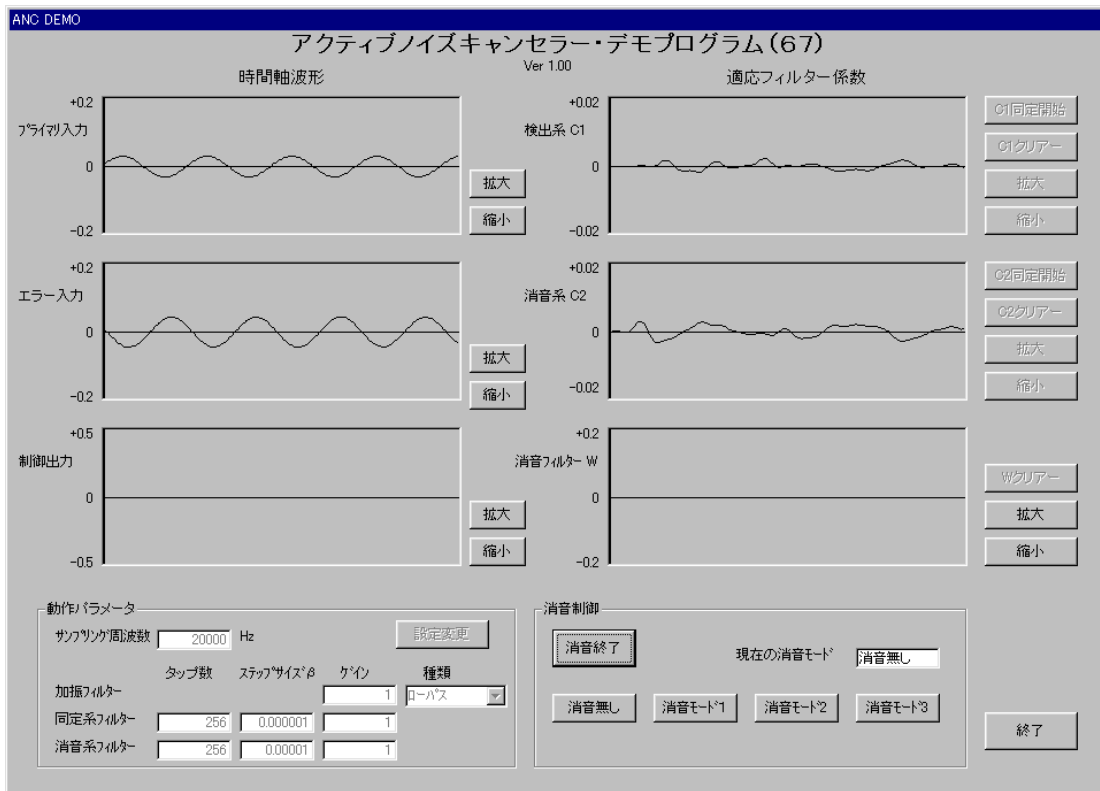 ANC DEMO
アクティブノイズキャンセラー・デモプログラム(67)
Ver 1.00
時間軸波形
適応フィルター係数
+0.2
プライマリ入力
0
-0.2
拡大
縮小
+0.02
検出系 C1
0
-0.02
C1同定開始
C1クリアー
拡大
縮小
+0.2
エラー入力
0
-0.2
拡大
縮小
+0.02
消音系 C2
0
-0.02
C2同定開始
C2クリアー
拡大
縮小
+0.5
制御出力
0
-0.5
拡大
縮小
+0.2
消音フィルター W
0
-0.2
Wクリアー
拡大
縮小
動作パラメータ
サンプリング周波数 20000 Hz
設定変更
タップ数 ステップサイズβ ゲイン 種類
加振フィルター 1 ローパス
同定系フィルター 256 0.000001 1
消音系フィルター 256 0.00001 1
消音制御
消音終了
現在の消音モード 消音無し
消音無し 消音モード1 消音モード2 消音モード3
終了